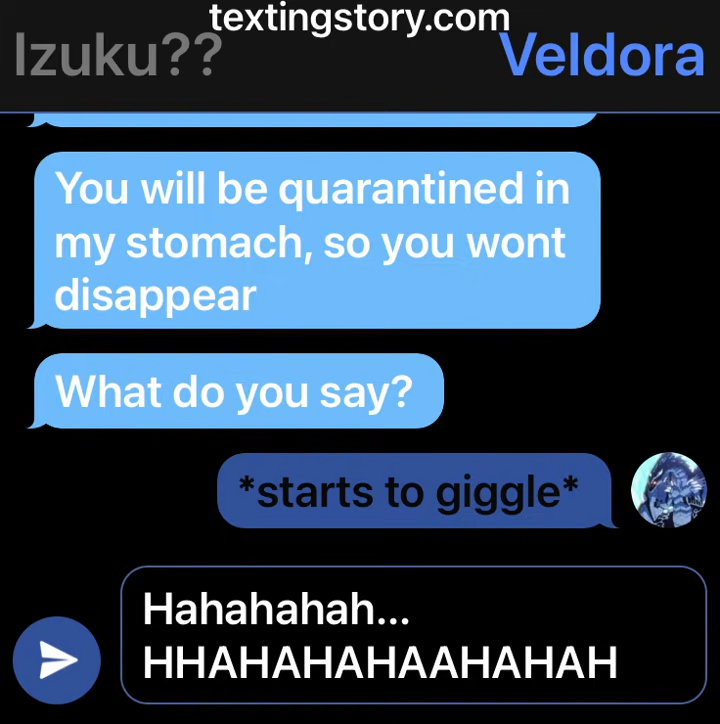 textingstory.com
Izuku??
Veldora
You will be quarantined in
my stomach, so you wont
disappear
What do you say?
*starts to giggle*
Hahahahah...
HHAHAHAHAAHAHAH